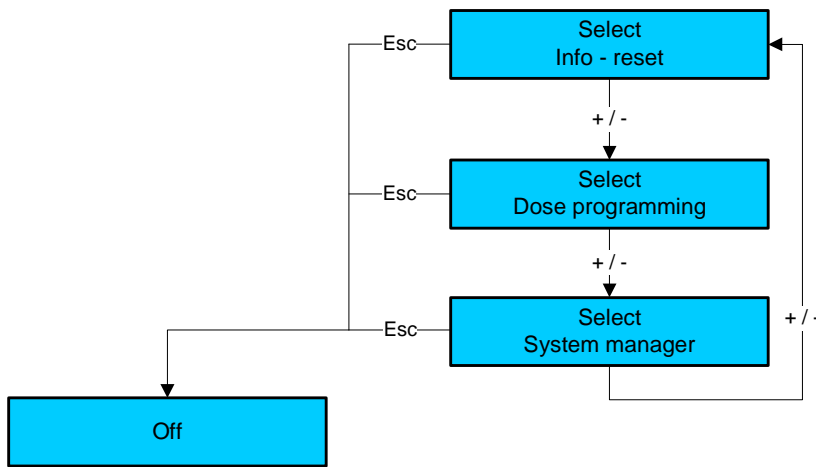 Select
Info - reset
Esc
+ / -
Select
Dose programming
Esc
+ / -
Select
System manager
Esc
+ / -
Off